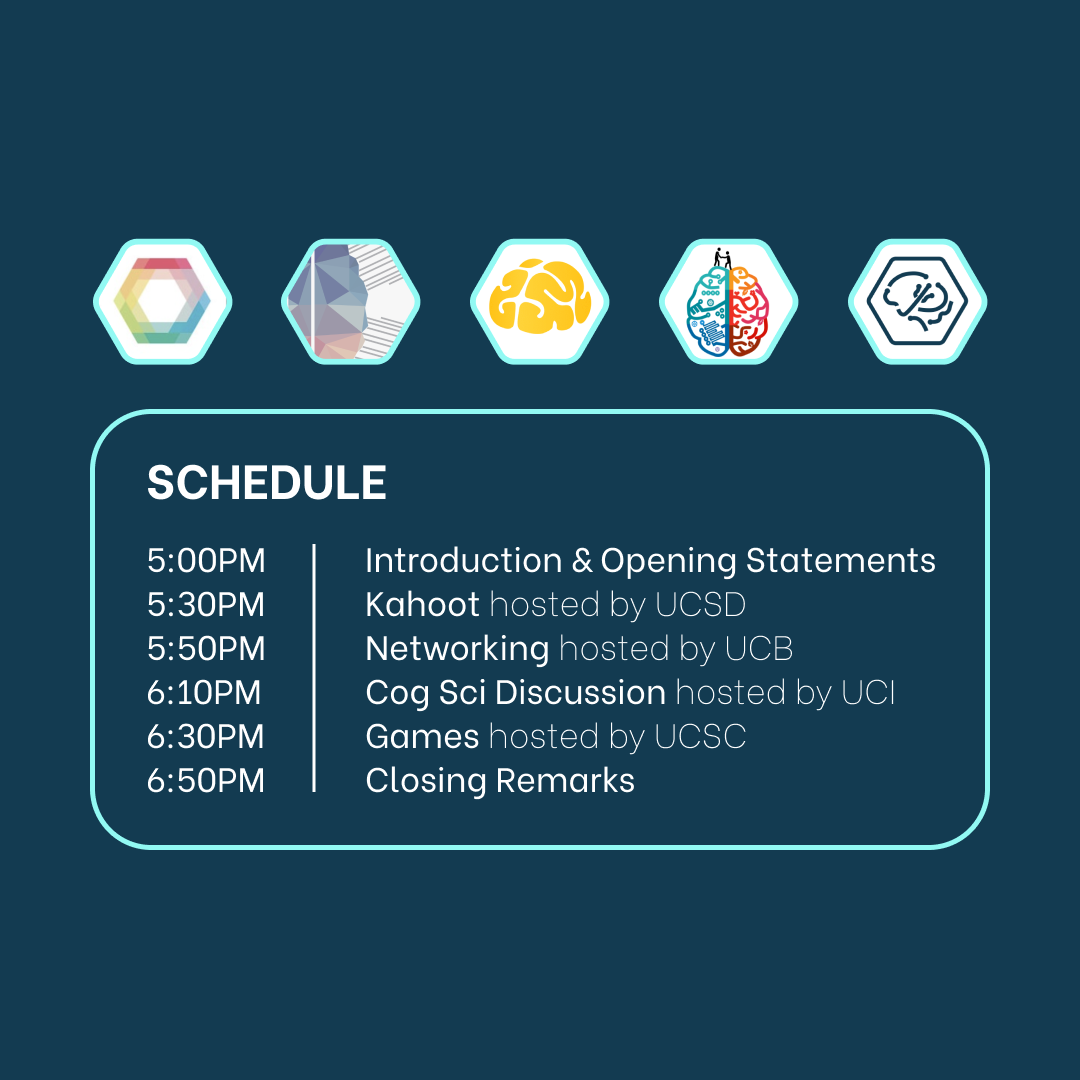 SCHEDULE
5:00PM Introduction & Opening Statements
5:30PM Kahoot hosted by UCSD
5:50PM Networking hosted by UCB
6:10PM Cog Sci Discussion hosted by UCI
6:30PM Games hosted by UCSC
6:50PM Closing Remarks